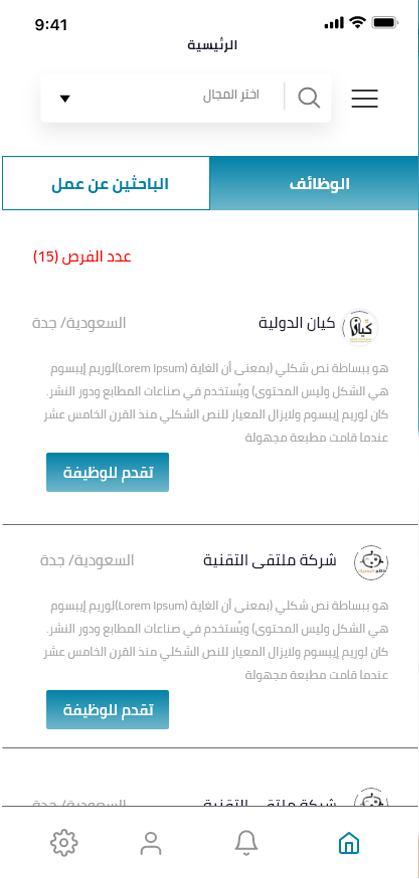 9:41
الرئيسية
اختر المجال
الوظائف
الباحثين عن عمل
عدد الفرص (15)
كيان
كيان الدولية
السعودية/ جدة
هو ببساطة نص شكلي (بمعنى أن الغاية (Lorem Ipsum)لوريم إيبسوم
هي الشكل وليس المحتوى) ويُستخدم في صناعات المطابع ودور النشر.
كان لوريم إيبسوم ولايزال المعيار للنص الشكلي منذ القرن الخامس عشر
عندما قامت مطبعة مجهولة
تقدم للوظيفة
شركة ملتقى التقنية
السعودية/ جدة
هو ببساطة نص شكلي (بمعنى أن الغاية (Lorem Ipsum)لوريم إيبسوم
هي الشكل وليس المحتوى) ويُستخدم في صناعات المطابع ودور النشر.
كان لوريم إيبسوم ولايزال المعيار للنص الشكلي منذ القرن الخامس عشر
عندما قامت مطبعة مجهولة
تقدم للوظيفة
شركة ملتقى التقنية
السعودية/ جدة